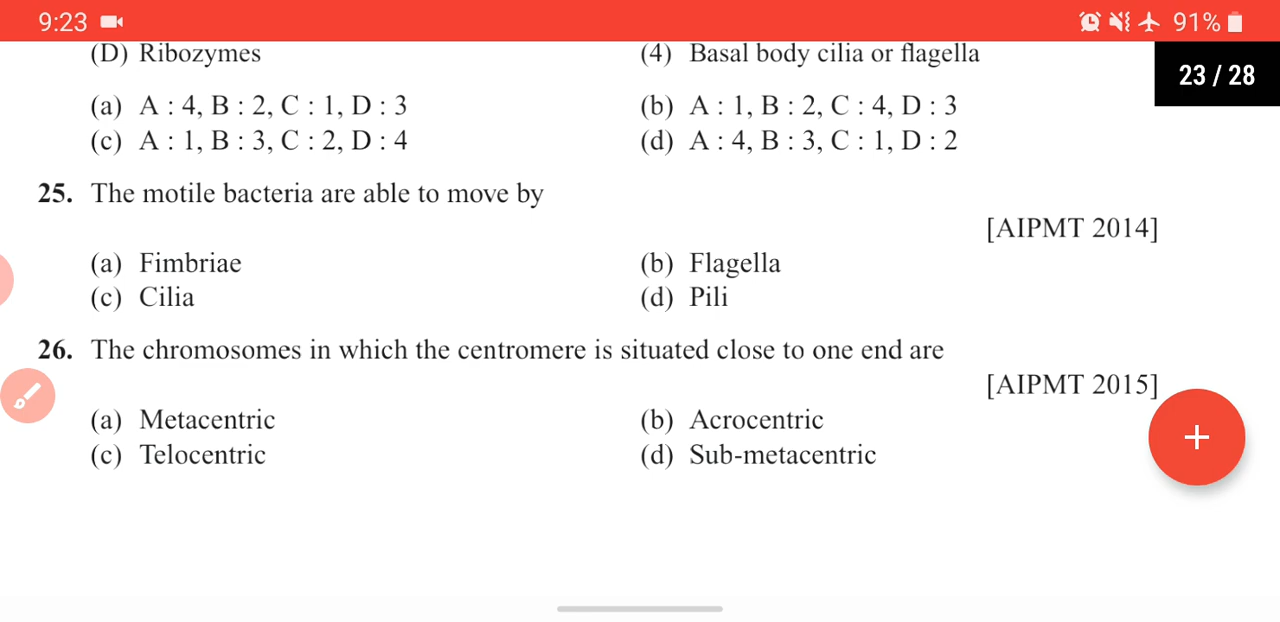 9:23
91%
(D) Ribozymes
(4) Basal body cilia or flagella
23 / 28
(a) A : 4, B : 2, C : 1, D : 3
(b) A : 1, B : 2, C : 4, D : 3
(c) A : 1, B : 3, C : 2, D : 4
(d) A : 4, B : 3, C : 1, D : 2
25. The motile bacteria are able to move by
[AIPMT 2014]
(a) Fimbriae
(b) Flagella
(c) Cilia
(d) Pili
26. The chromosomes in which the centromere is situated close to one end are
[AIPMT 2015]
(a) Metacentric
(b) Acrocentric
(c) Telocentric
(d) Sub-metacentric
+